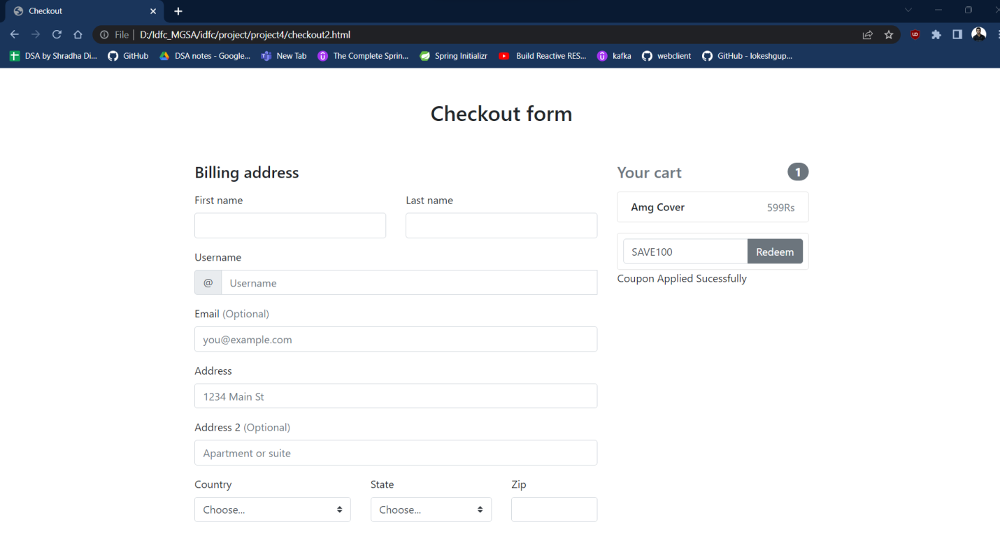 Checkout
File | D:/Idfc_MGSA/idfc/project/project4/checkout2.html
DSA by Shradha Di... GitHub DSA notes - Google... New Tab The Complete Sprin... Spring Initializr Build Reactive RES... kafka webclient GitHub - lokeshgup...
Checkout form
Billing address
First name Last name
Username
@ Username
Email (Optional)
you@example.com
Address
1234 Main St
Address 2 (Optional)
Apartment or suite
Country State Zip
Choose... Choose...
Your cart 1
Amg Cover 599Rs
SAVE100 Redeem
Coupon Applied Sucessfully